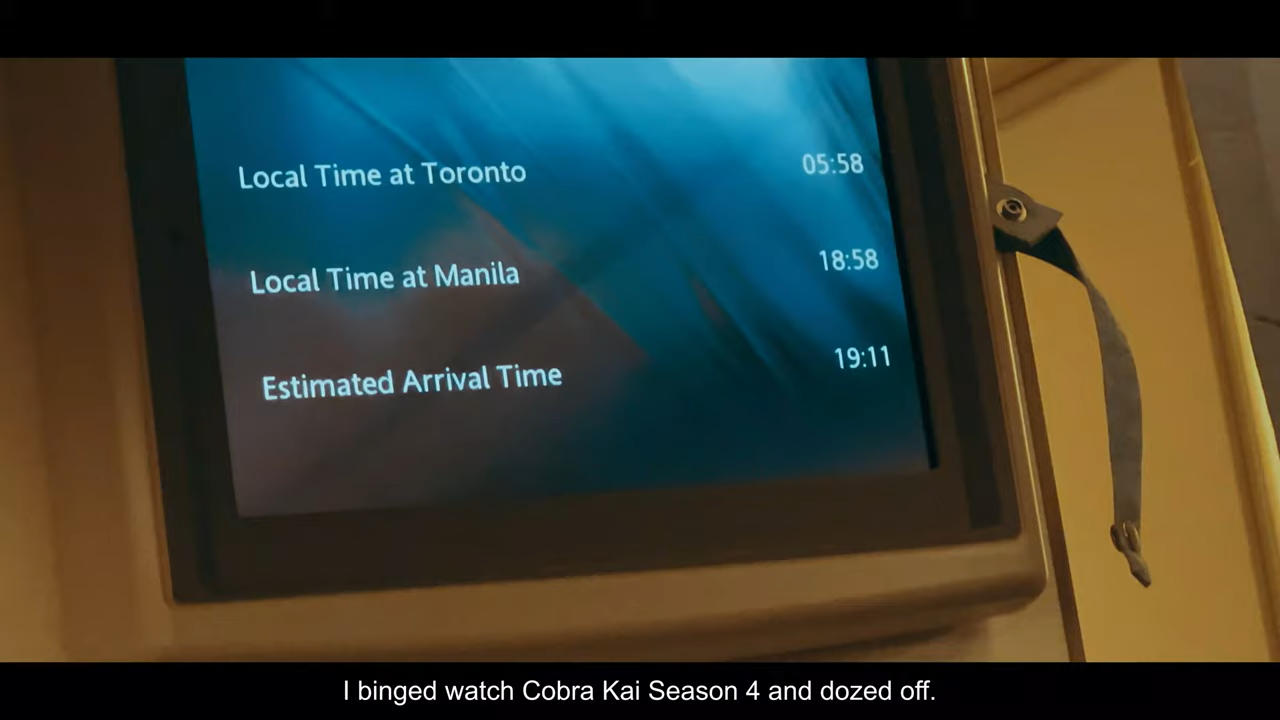 Local Time at Toronto 05:58
Local Time at Manila 18:58
Estimated Arrival Time 19:11
I binged watch Cobra Kai Season 4 and dozed off.